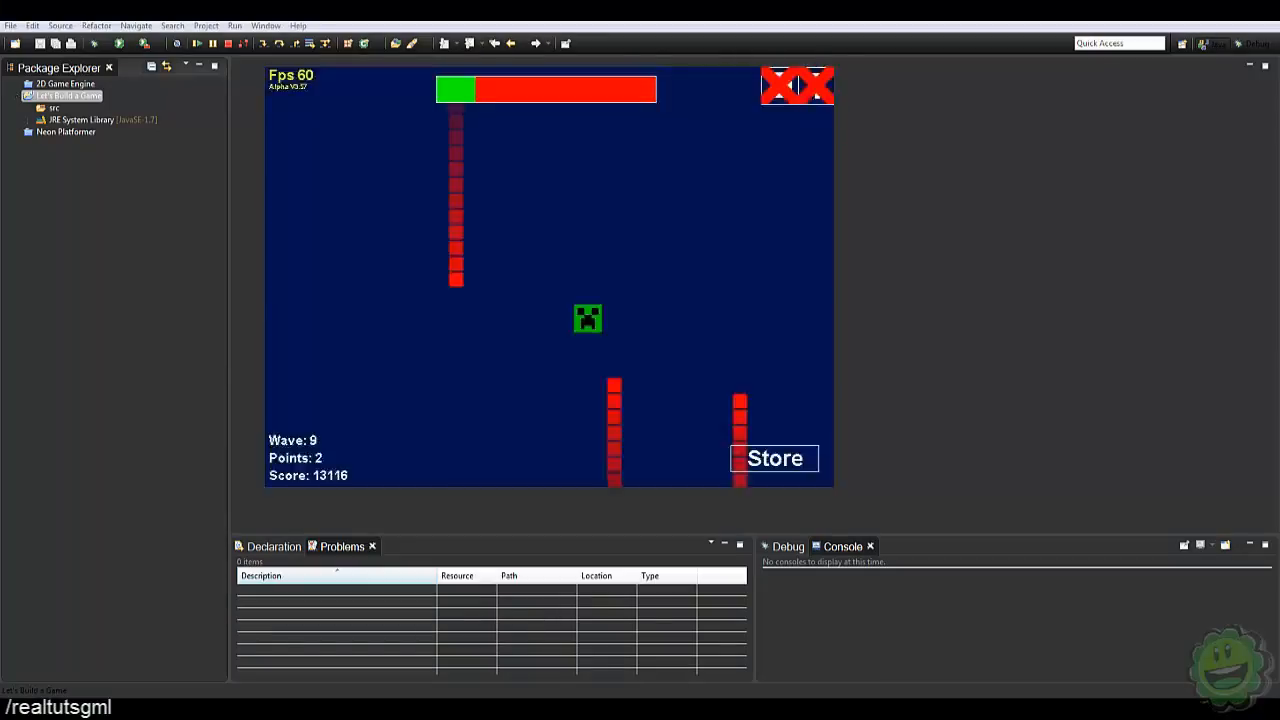 File Edit Source Refactor Navigate Search Project Run Window Help
Quick Access
Debug
Package Explorer
2D Game Engine
Let's Build a Game
src
JRE System Library [JavaSE-1.7]
Neon Platformer
Fps 60
Alpha V3.57
Wave: 9
Points: 2
Score: 13116
Store
Declaration Problems
0 items
Description Resource Path Location Type
Debug Console
No consoles to display at this time.
Let's Build a Game
/realtutsgml